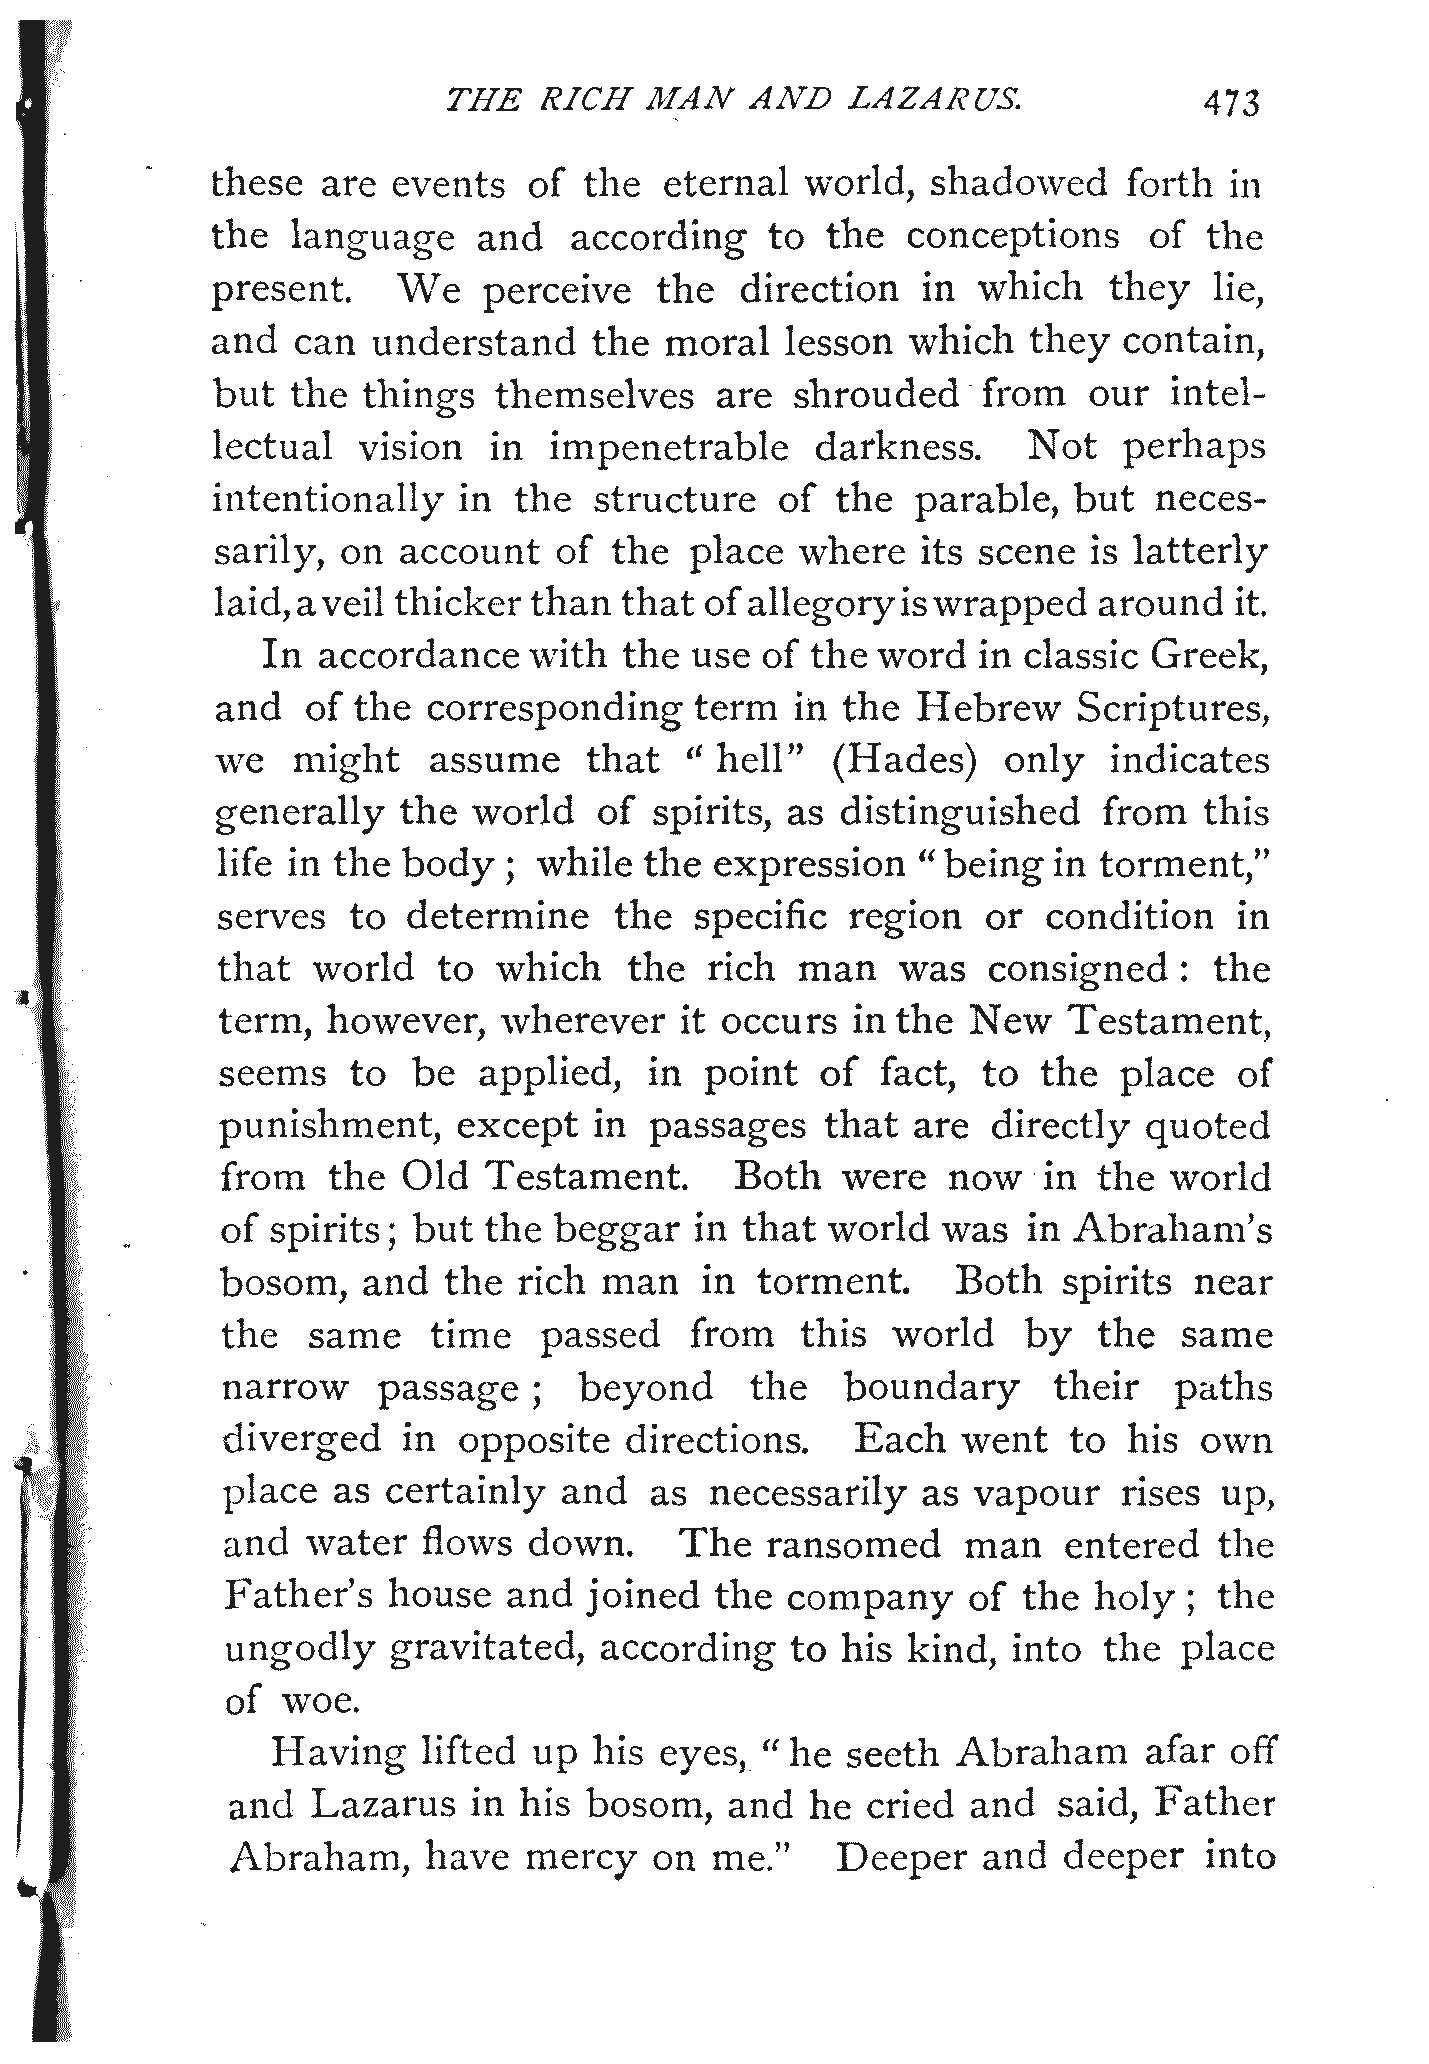 THE RICH MAN AND LAZARUS. 473
these are events of the eternal world, shadowed forth in
the language and according to the conceptions of the
present. We perceive the direction in which they lie,
and can understand the moral lesson which they contain,
but the things themselves are shrouded from our intel-
lectual vision in impenetrable darkness. Not perhaps
intentionally in the structure of the parable, but neces-
sarily, on account of the place where its scene is latterly
laid, a veil thicker than that of allegory is wrapped around it.
In accordance with the use of the word in classic Greek,
and of the corresponding term in the Hebrew Scriptures,
we might assume that “ hell” (Hades) only indicates
generally the world of spirits, as distinguished from this
life in the body ; while the expression “ being in torment,”
serves to determine the specific region or condition in
that world to which the rich man was consigned : the
term, however, wherever it occurs in the New Testament,
seems to be applied, in point of fact, to the place of
punishment, except in passages that are directly quoted
from the Old Testament. Both were now in the world
of spirits ; but the beggar in that world was in Abraham’s
bosom, and the rich man in torment. Both spirits near
the same time passed from this world by the same
narrow passage ; beyond the boundary their paths
diverged in opposite directions. Each went to his own
place as certainly and as necessarily as vapour rises up,
and water flows down. The ransomed man entered the
Father’s house and joined the company of the holy ; the
ungodly gravitated, according to his kind, into the place
of woe.
Having lifted up his eyes, “ he seeth Abraham afar off
and Lazarus in his bosom, and he cried and said, Father
Abraham, have mercy on me.” Deeper and deeper into